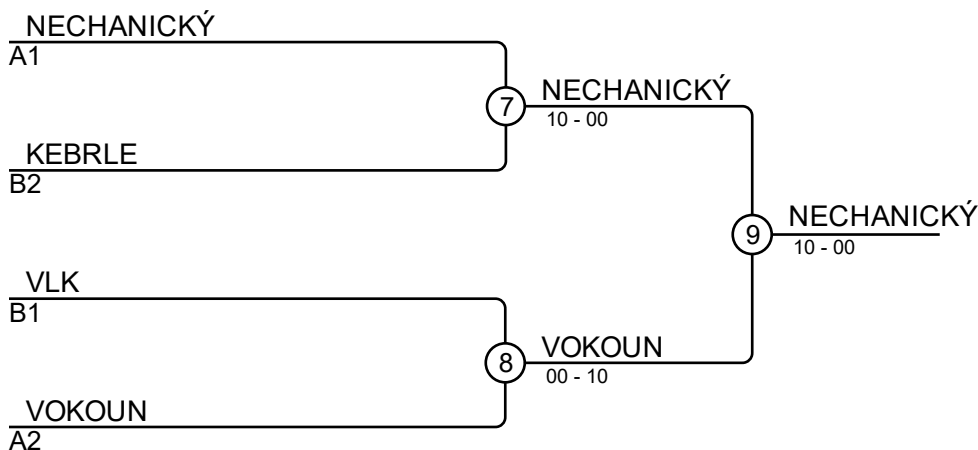 NECHANICKÝ
A1
7
NECHANICKÝ
10 - 00
KEBRLE
B2
9
NECHANICKÝ
10 - 00
VLK
B1
8
VOKOUN
00 - 10
VOKOUN
A2